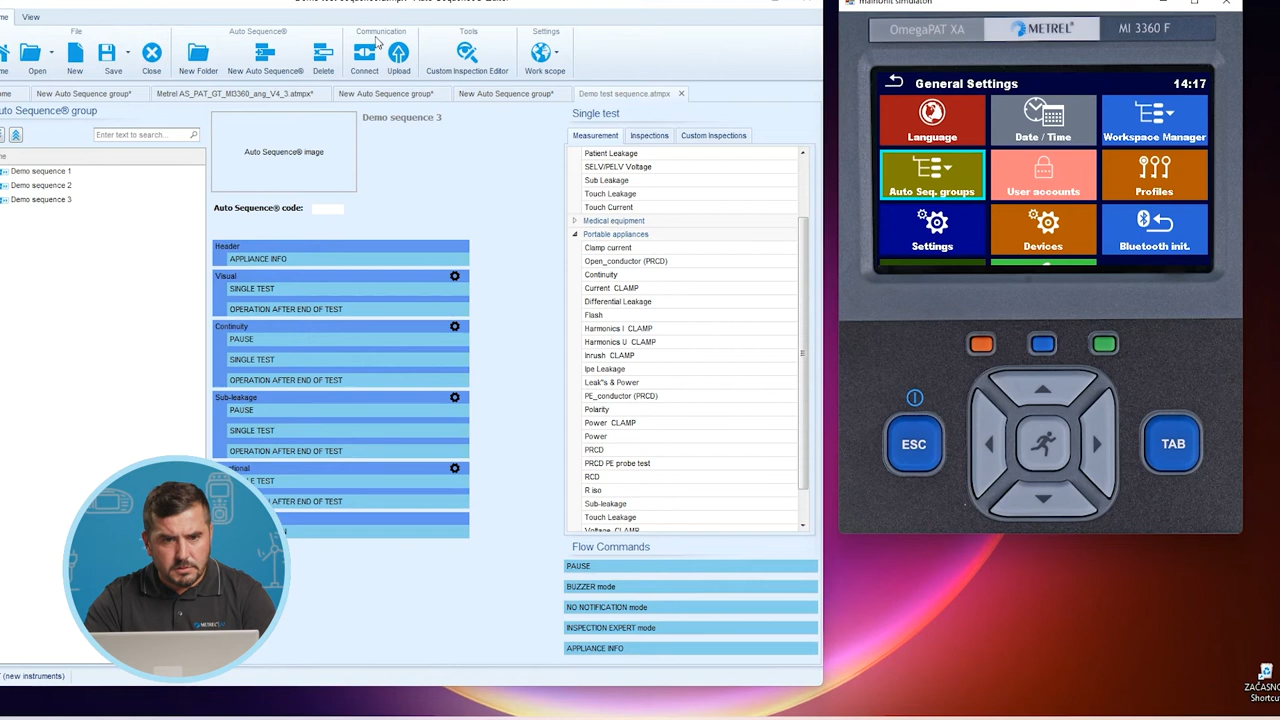 mainUnit simulator
View
File
Auto Sequence®
Communication
Tools
Settings
Open
New
Save
Close
New Folder
New Auto Sequence®
Delete
Connect
Upload
Custom Inspection Editor
Work scope
New Auto Sequence group*
Metrel AS_PAT_GT_MI3360_ang_V4_3.atmpx*
New Auto Sequence group*
New Auto Sequence group*
Demo test sequence.atmpx
Auto Sequence® group
Enter text to search...
Demo sequence 1
Demo sequence 2
Demo sequence 3
Auto Sequence® image
Demo sequence 3
Auto Sequence® code:
Header
APPLIANCE INFO
Visual
SINGLE TEST
OPERATION AFTER END OF TEST
Continuity
PAUSE
SINGLE TEST
OPERATION AFTER END OF TEST
Sub-leakage
PAUSE
SINGLE TEST
OPERATION AFTER END OF TEST
AFTER END OF TEST
Single test
Measurement
Inspections
Custom Inspections
Patient Leakage
SELV/PELV Voltage
Sub Leakage
Touch Leakage
Touch Current
Medical equipment
Portable appliances
Clamp current
Open_conductor (PRCD)
Continuity
Current CLAMP
Differential Leakage
Flash
Harmonics I CLAMP
Harmonics U CLAMP
Inrush CLAMP
Ipe Leakage
Leak''s & Power
PE_conductor (PRCD)
Polarity
Power CLAMP
Power
PRCD
PRCD PE probe test
RCD
R iso
Sub-leakage
Touch Leakage
Voltage CLAMP
Flow Commands
PAUSE
BUZZER mode
NO NOTIFICATION mode
INSPECTION EXPERT mode
APPLIANCE INFO
(new instruments)
METREL
OmegaPAT XA
METREL®
MI 3360 F
General Settings
14:17
Language
Date / Time
Workspace Manager
Auto Seq. groups
User accounts
Profiles
Settings
Devices
Bluetooth init.
ESC
TAB
ZAČASNO
Shortcu